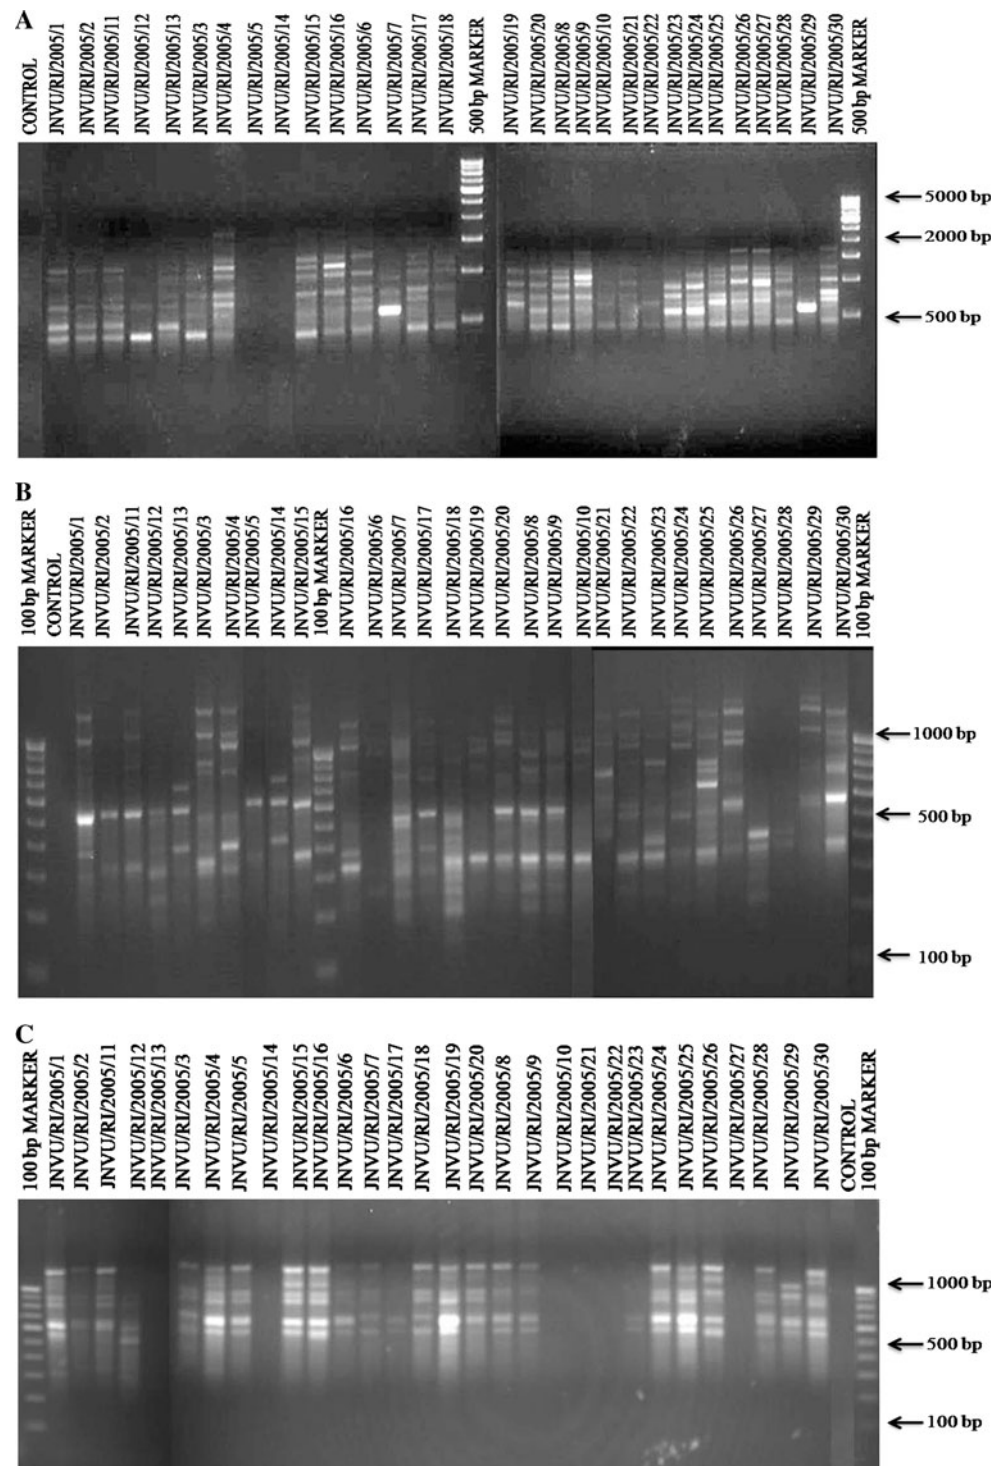 A
CONTROL
JNVU/RI/2005/1
JNVU/RI/2005/2
JNVU/RI/2005/11
JNVU/RI/2005/12
JNVU/RI/2005/13
JNVU/RI/2005/3
JNVU/RI/2005/4
JNVU/RI/2005/5
JNVU/RI/2005/14
JNVU/RI/2005/15
JNVU/RI/2005/16
JNVU/RI/2005/6
JNVU/RI/2005/7
JNVU/RI/2005/17
JNVU/RI/2005/18
500 bp MARKER
JNVU/RI/2005/19
JNVU/RI/2005/20
JNVU/RI/2005/8
JNVU/RI/2005/9
JNVU/RI/2005/10
JNVU/RI/2005/21
JNVU/RI/2005/22
JNVU/RI/2005/23
JNVU/RI/2005/24
JNVU/RI/2005/25
JNVU/RI/2005/26
JNVU/RI/2005/27
JNVU/RI/2005/28
JNVU/RI/2005/29
JNVU/RI/2005/30
500 bp MARKER
5000 bp
2000 bp
500 bp
B
100 bp MARKER
CONTROL
JNVU/RI/2005/1
JNVU/RI/2005/2
JNVU/RI/2005/11
JNVU/RI/2005/12
JNVU/RI/2005/13
JNVU/RI/2005/3
JNVU/RI/2005/4
JNVU/RI/2005/5
JNVU/RI/2005/14
JNVU/RI/2005/15
100 bp MARKER
JNVU/RI/2005/16
JNVU/RI/2005/6
JNVU/RI/2005/7
JNVU/RI/2005/17
JNVU/RI/2005/18
JNVU/RI/2005/19
JNVU/RI/2005/20
JNVU/RI/2005/8
JNVU/RI/2005/9
JNVU/RI/2005/10
JNVU/RI/2005/21
JNVU/RI/2005/22
JNVU/RI/2005/23
JNVU/RI/2005/24
JNVU/RI/2005/25
JNVU/RI/2005/26
JNVU/RI/2005/27
JNVU/RI/2005/28
JNVU/RI/2005/29
JNVU/RI/2005/30
100 bp MARKER
1000 bp
500 bp
100 bp
C
100 bp MARKER
JNVU/RI/2005/1
JNVU/RI/2005/2
JNVU/RI/2005/11
JNVU/RI/2005/12
JNVU/RI/2005/13
JNVU/RI/2005/3
JNVU/RI/2005/4
JNVU/RI/2005/5
JNVU/RI/2005/14
JNVU/RI/2005/15
JNVU/RI/2005/16
JNVU/RI/2005/6
JNVU/RI/2005/7
JNVU/RI/2005/17
JNVU/RI/2005/18
JNVU/RI/2005/19
JNVU/RI/2005/20
JNVU/RI/2005/8
JNVU/RI/2005/9
JNVU/RI/2005/10
JNVU/RI/2005/21
JNVU/RI/2005/22
JNVU/RI/2005/23
JNVU/RI/2005/24
JNVU/RI/2005/25
JNVU/RI/2005/26
JNVU/RI/2005/27
JNVU/RI/2005/28
JNVU/RI/2005/29
JNVU/RI/2005/30
CONTROL
100 bp MARKER
1000 bp
500 bp
100 bp